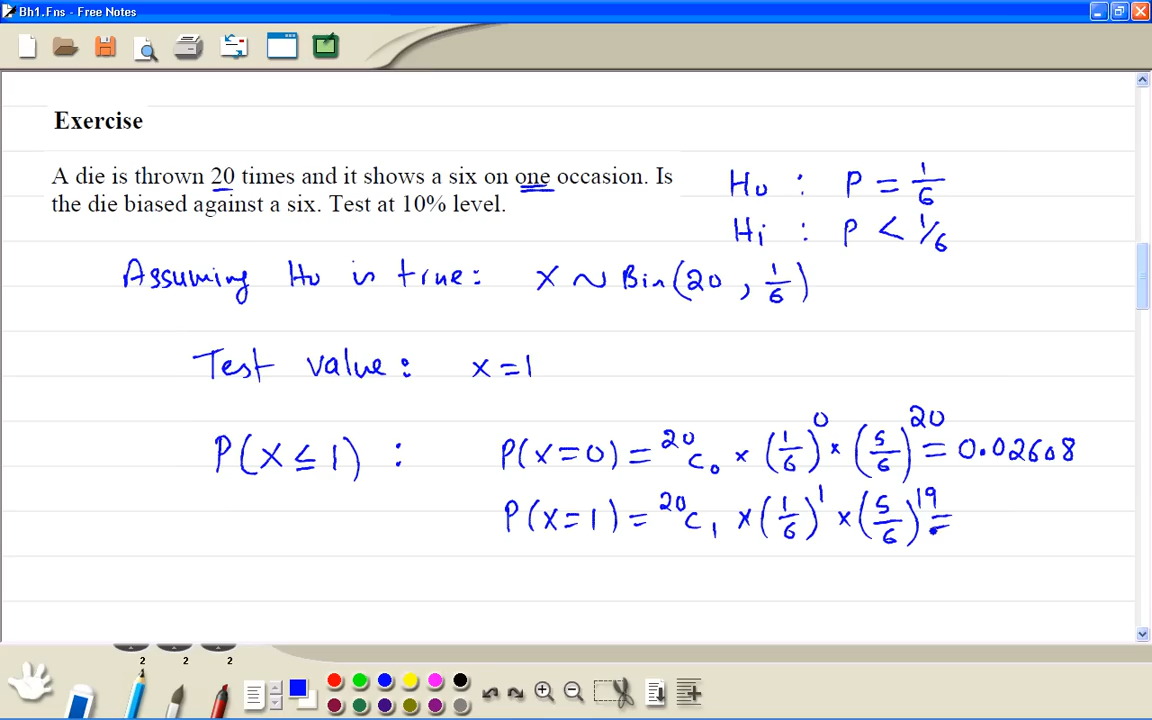 Bh1.Fns - Free Notes
Exercise
A die is thrown 20 times and it shows a six on one occasion. Is
the die biased against a six. Test at 10% level.
H₀ : P = 1/6
H₁ : P < 1/6
Assuming H₀ is true: X ~ Bin(20, 1/6)
Test value: x = 1
P(X ≤ 1) : P(X=0) = ²⁰C₀ × (1/6)⁰ × (5/6)²⁰ = 0.02608
P(X=1) = ²⁰C₁ × (1/6)¹ × (5/6)¹⁹ =
2 2 2